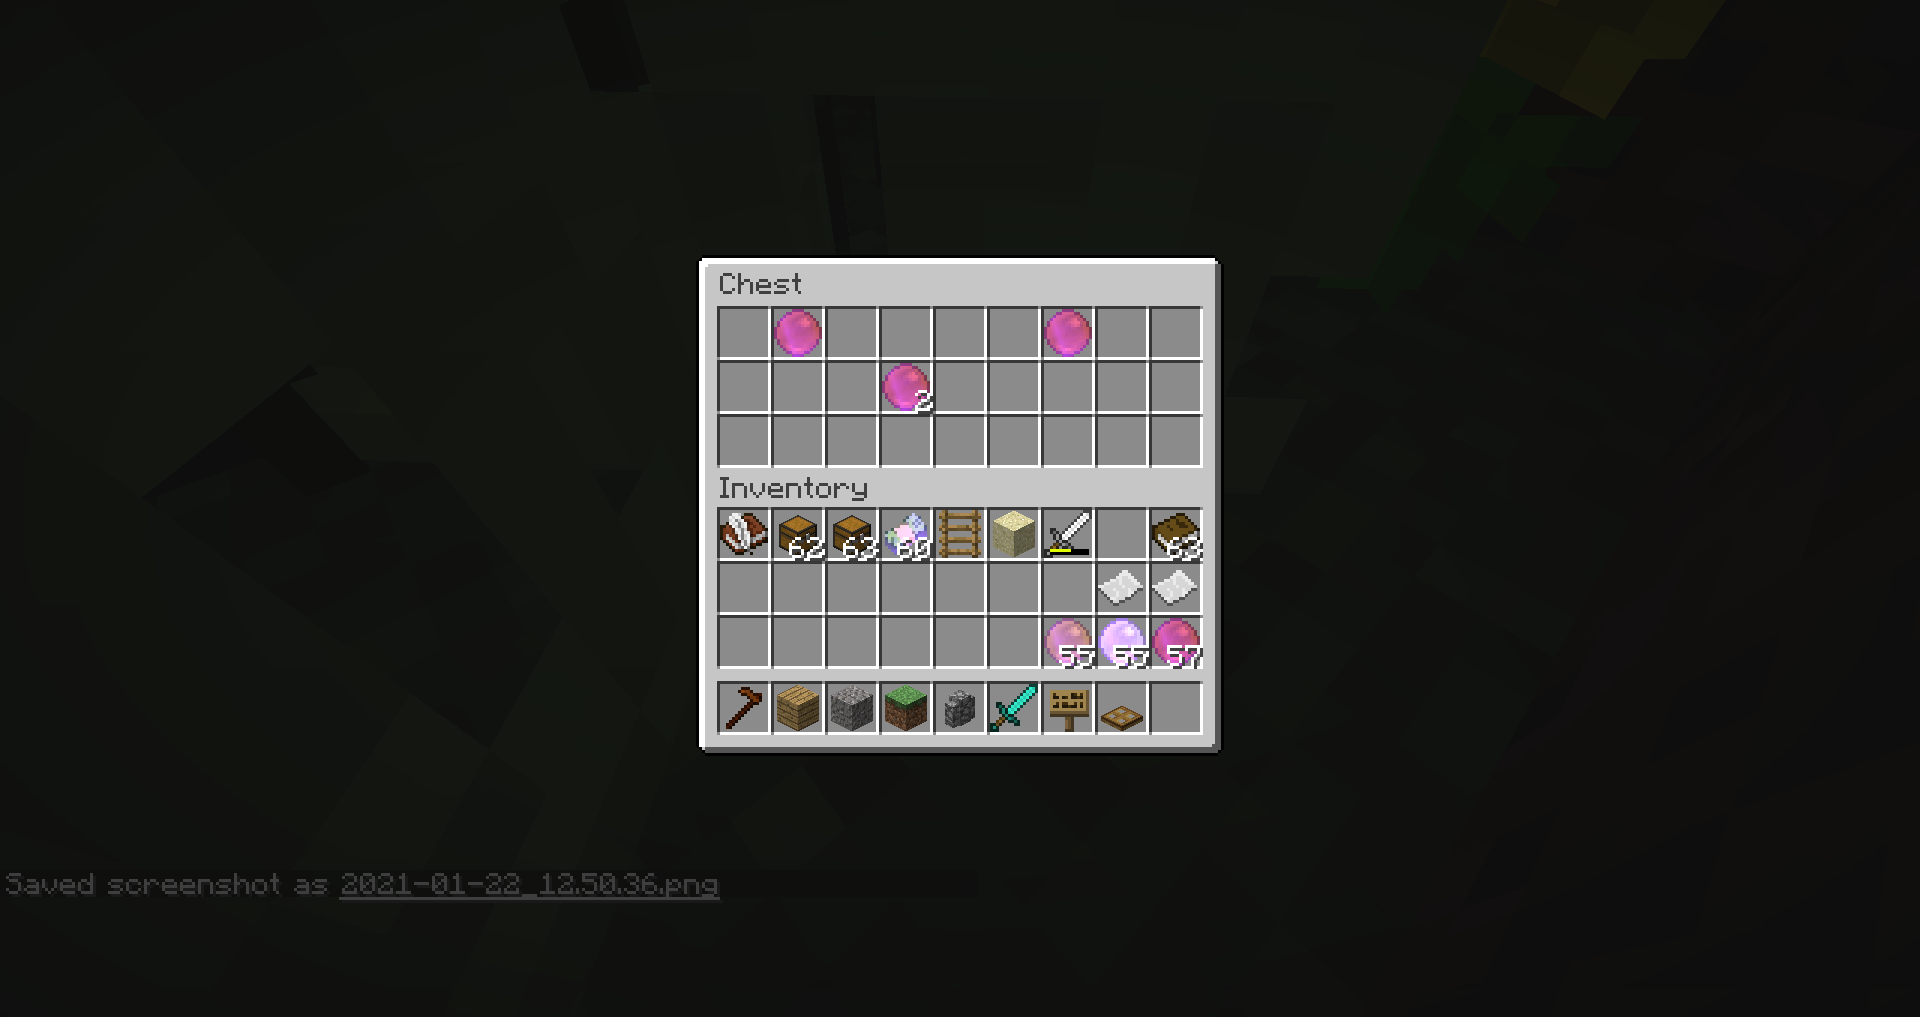 Chest
2
Inventory
62 63 60 63
55 55 57
Saved screenshot as 2021-01-22_12.50.36.png